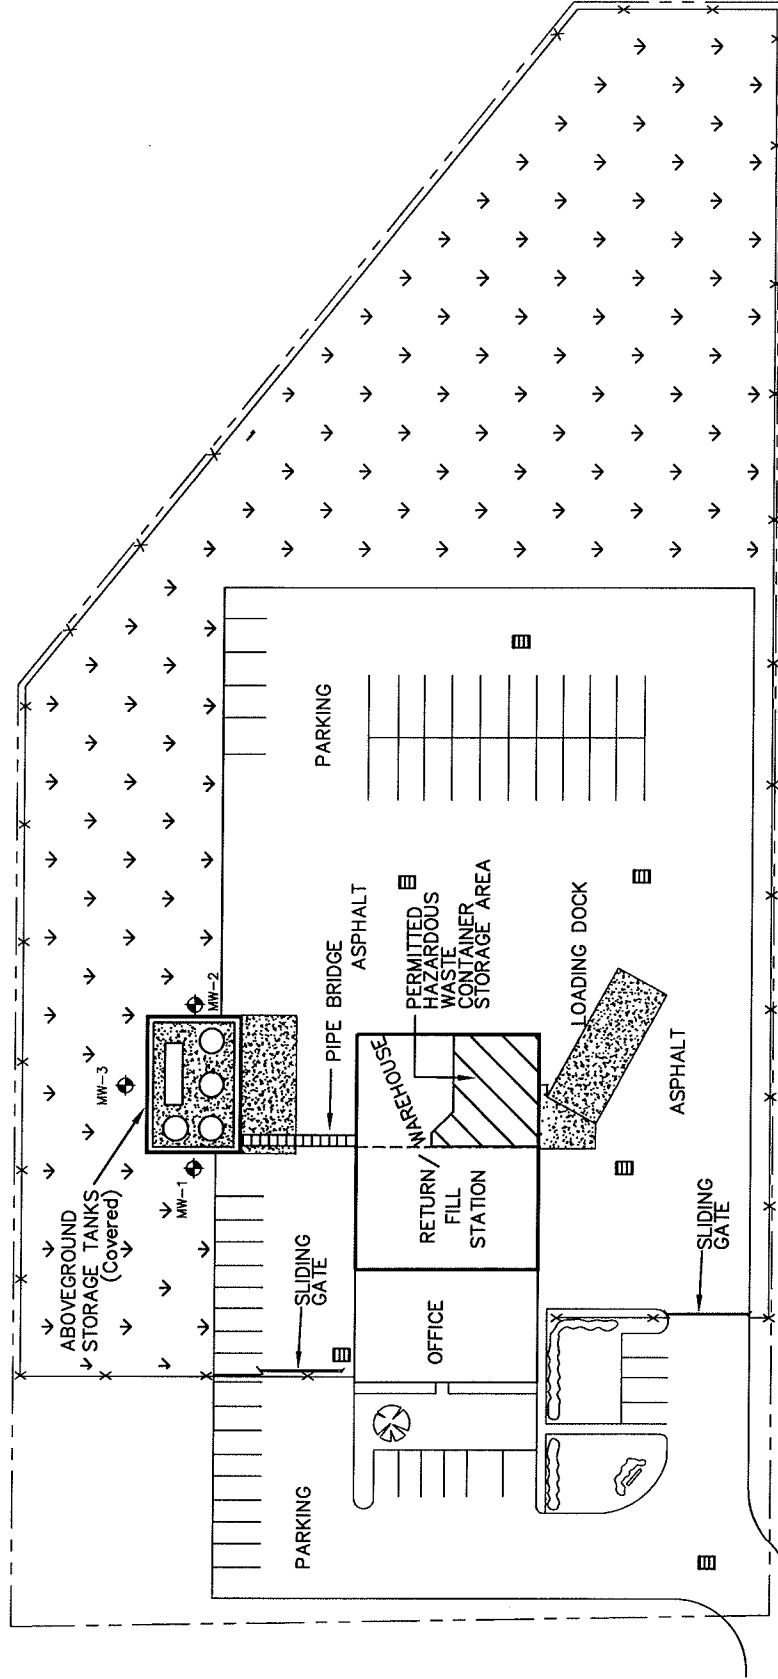 ABOVEGROUND
STORAGE TANKS
(Covered)
MW-1
MW-3
MW-2
SLIDING
GATE
PIPE BRIDGE
ASPHALT
PARKING
PARKING
OFFICE
RETURN/
FILL
STATION
WAREHOUSE
PERMITTED
HAZARDOUS
WASTE
CONTAINER
STORAGE AREA
LOADING DOCK
ASPHALT
SLIDING
GATE